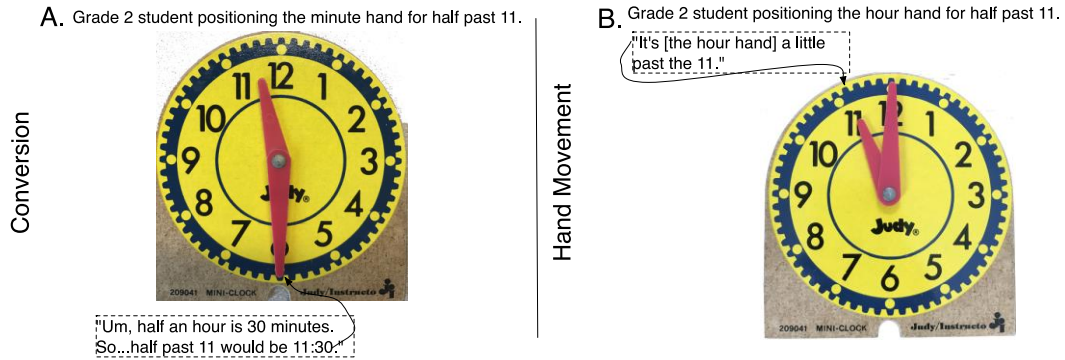 A. Grade 2 student positioning the minute hand for half past 11.
Conversion
11 12 1
10 2
9 3
8 4
7 6 5
Judy®
209041 MINI-CLOCK Judy/Instructo
"Um, half an hour is 30 minutes.
So...half past 11 would be 11:30."
B. Grade 2 student positioning the hour hand for half past 11.
"It's [the hour hand] a little
past the 11."
Hand Movement
11 12 1
10 2
9 3
8 4
7 6 5
Judy®
209041 MINI-CLOCK Judy/Instructo